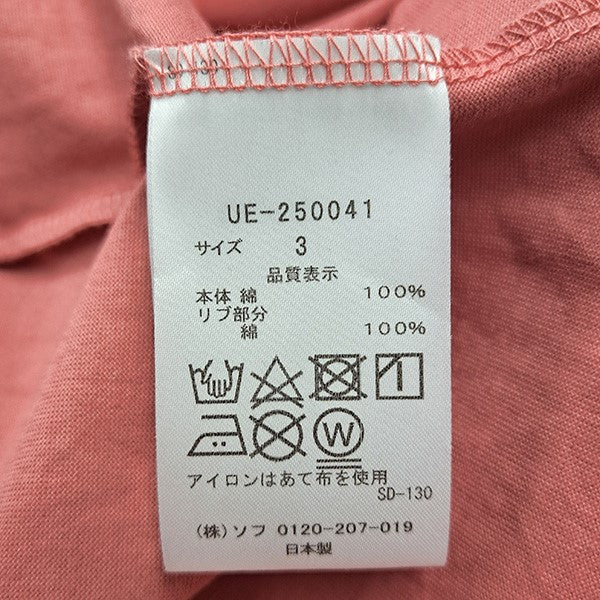 UE-250041
サイズ 3
品質表示
本体 綿 100%
リブ部分
綿 100%
W
アイロンはあて布を使用
SD-130
(株) ソフ 0120-207-019
日本製